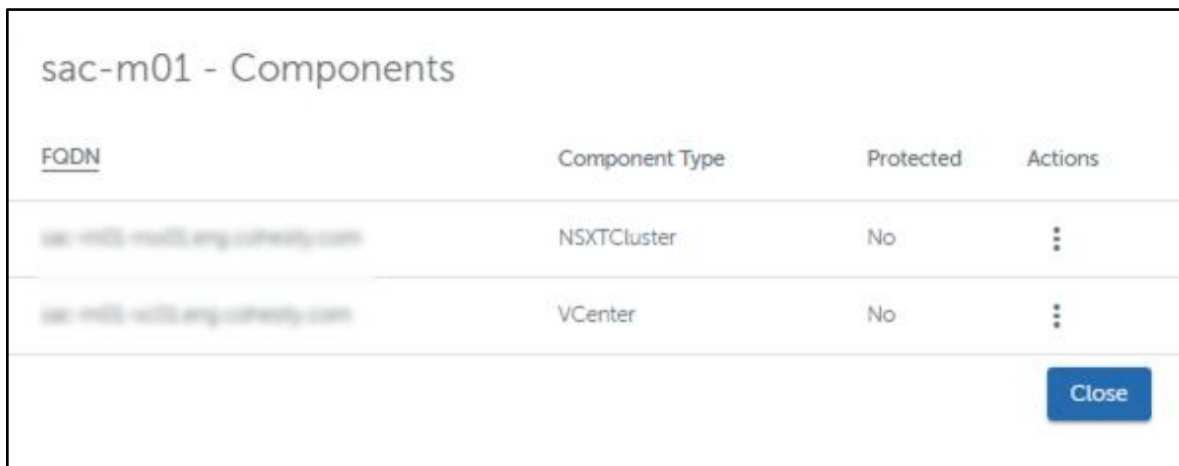 sac-m01 - Components
FQDN Component Type Protected Actions
NSXTCluster No
VCenter No
Close